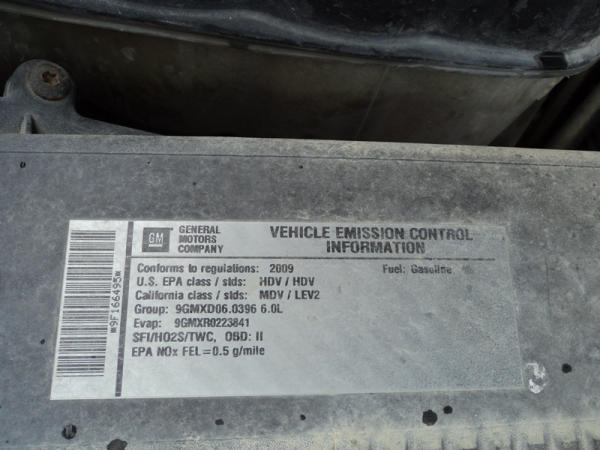 GM GENERAL MOTORS COMPANY
VEHICLE EMISSION CONTROL INFORMATION
Conforms to regulations: 2009 Fuel: Gasoline
U.S. EPA class / stds: HDV / HDV
California class / stds: MDV / LEV2
Group: 9GMXD06.0396 6.0L
Evap: 9GMXR0223841
SFI/HO2S/TWC, OBD: II
EPA NOx FEL=0.5 g/mile
*9F166495*